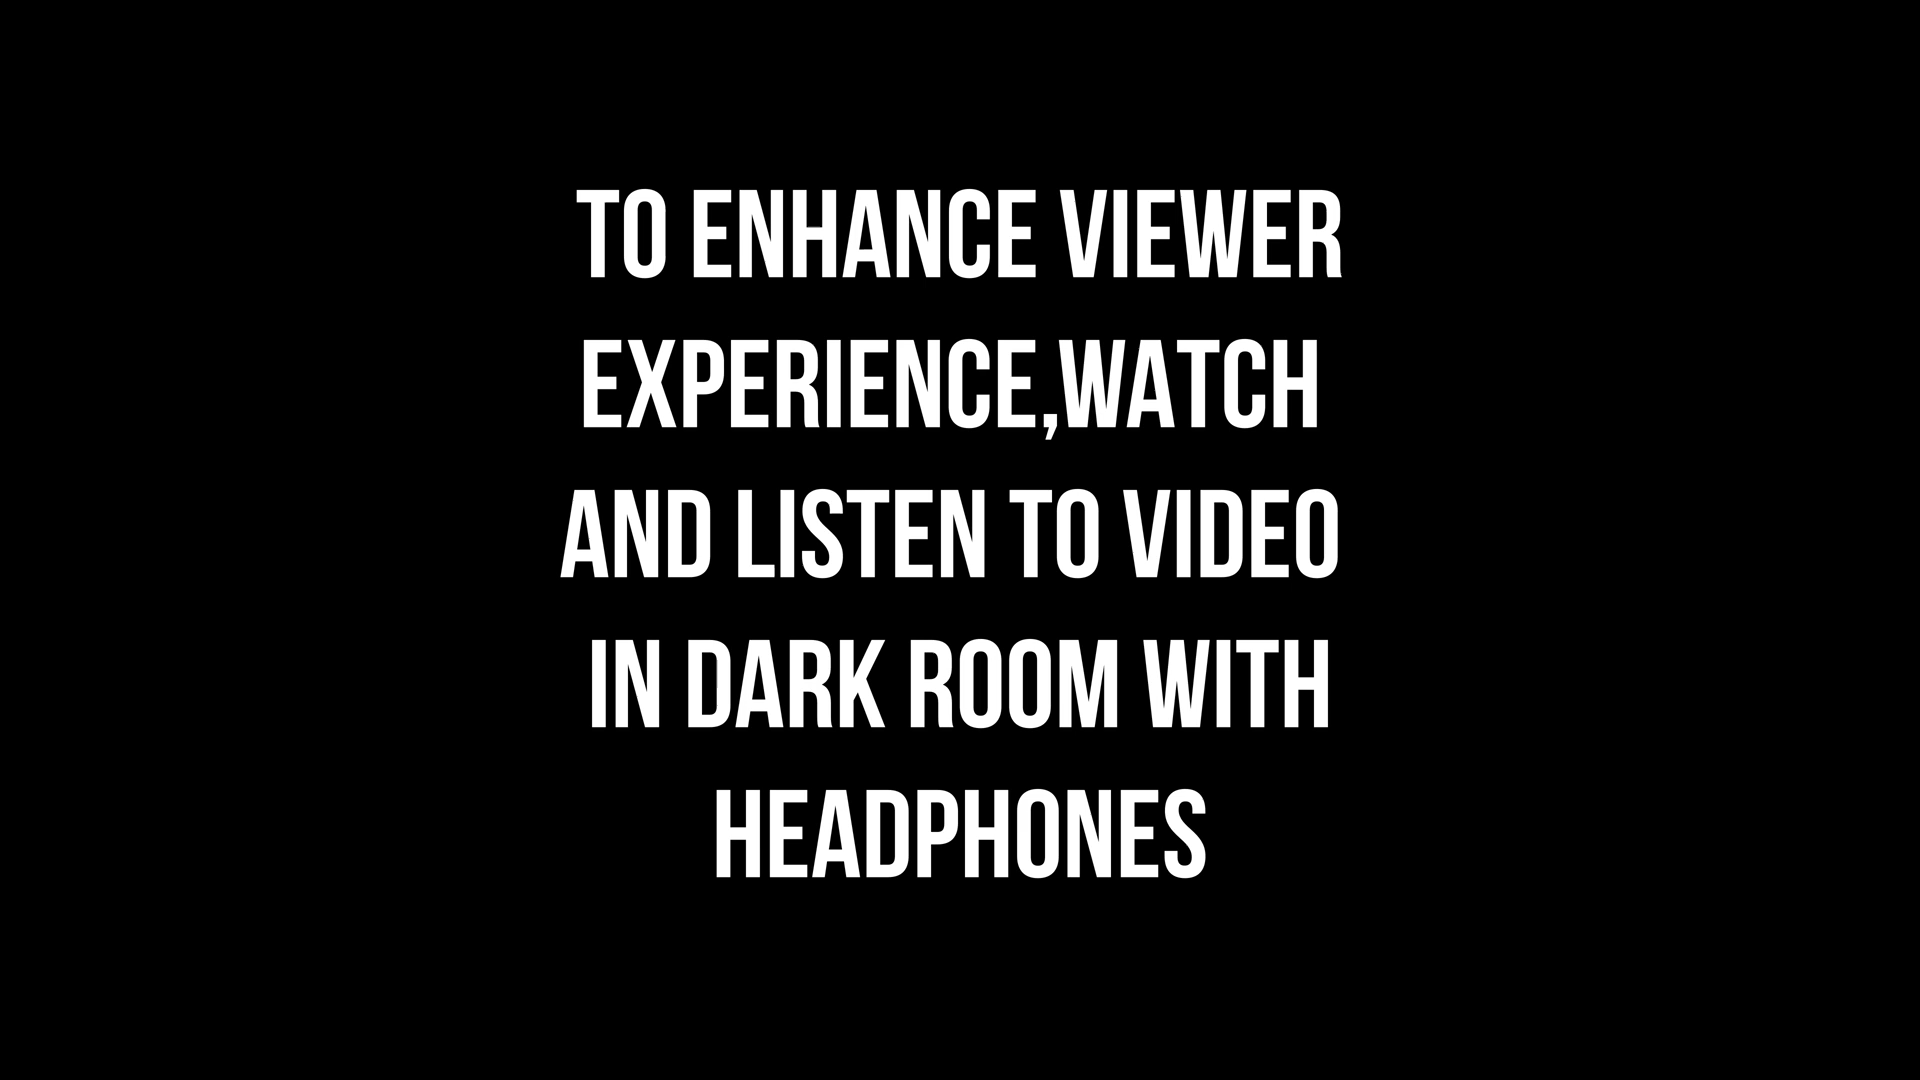 TO ENHANCE VIEWER
EXPERIENCE,WATCH
AND LISTEN TO VIDEO
IN DARK ROOM WITH
HEADPHONES